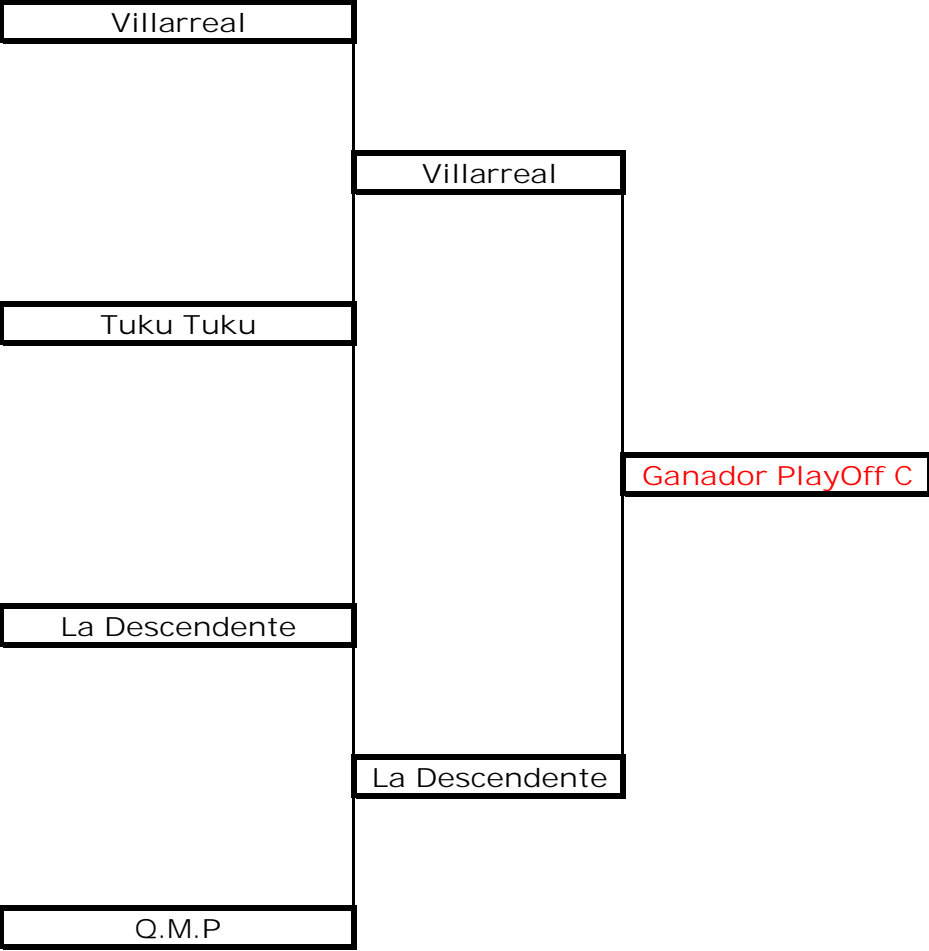 Villarreal
Villarreal
Tuku Tuku
Ganador PlayOff C
La Descendente
La Descendente
Q.M.P